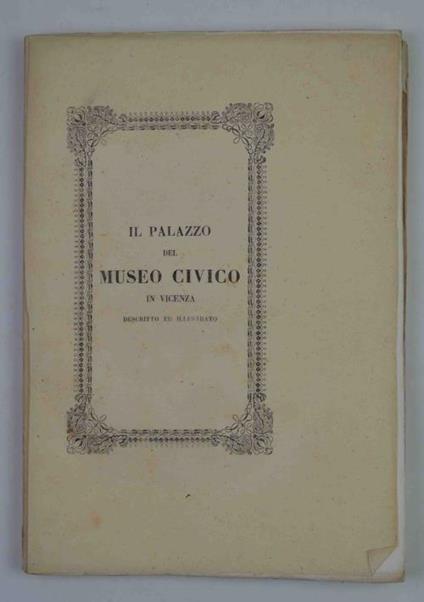 IL PALAZZO
DEL
MUSEO CIVICO
IN VICENZA
DESCRITTO ED ILLUSTRATO